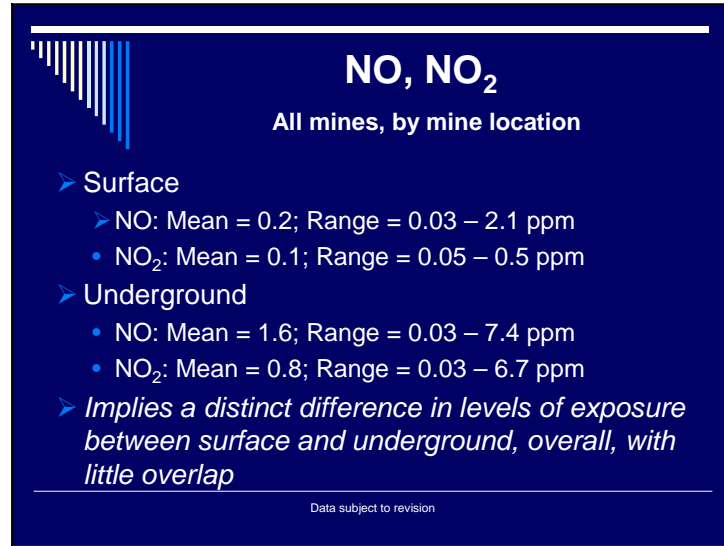 NO, NO₂
All mines, by mine location
➢ Surface
➢ NO: Mean = 0.2; Range = 0.03 – 2.1 ppm
• NO₂: Mean = 0.1; Range = 0.05 – 0.5 ppm
➢ Underground
• NO: Mean = 1.6; Range = 0.03 – 7.4 ppm
• NO₂: Mean = 0.8; Range = 0.03 – 6.7 ppm
➢ Implies a distinct difference in levels of exposure
between surface and underground, overall, with
little overlap
Data subject to revision